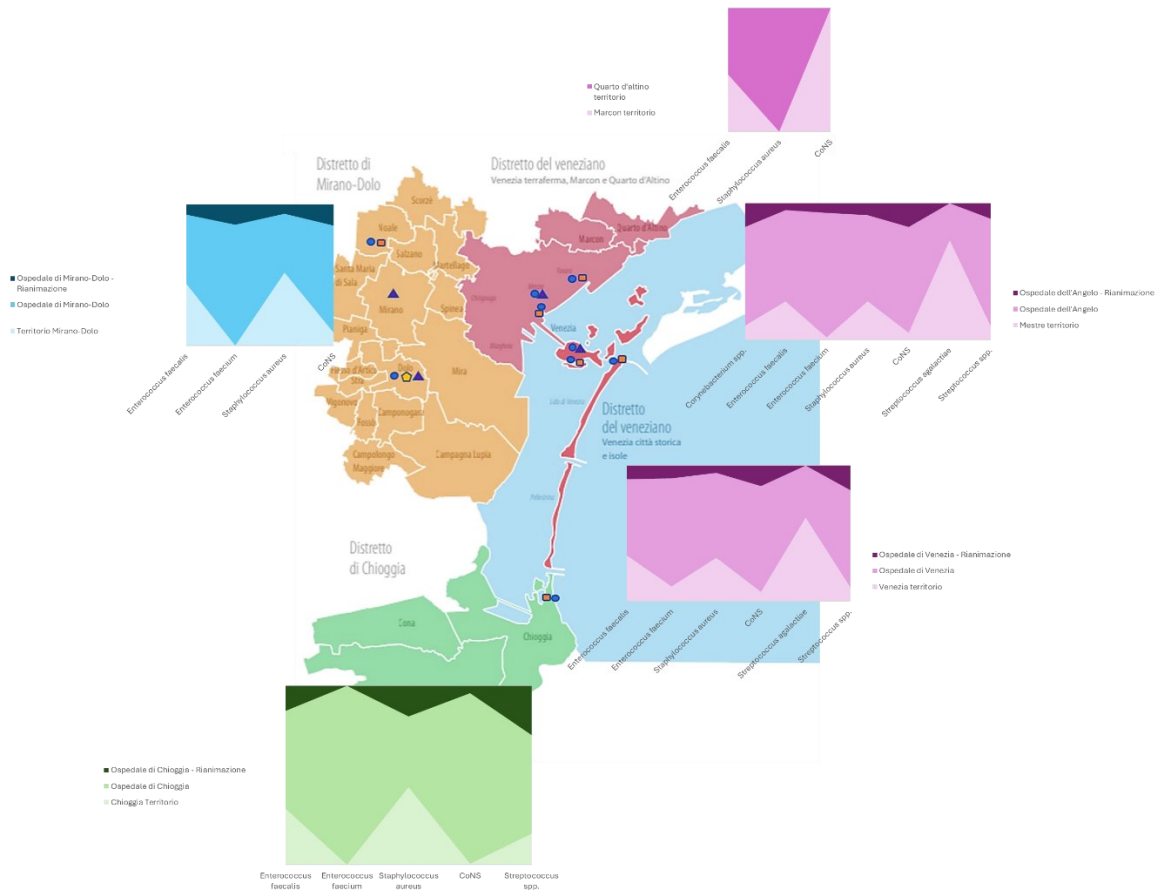 Quarto d'altino
territorio
Marcon territorio
Enterococcus faecalis
Staphylococcus aureus
CoNS
Distretto di
Mirano-Dolo
Distretto del veneziano
Venezia terraferma, Marcon e Quarto d'Altino
Scorzè
Noale
Salzano
Martellago
Santa Maria
di Sala
Mirano
Spinea
Pianiga
Dolo
Mira
Stra
Vigonovo
Fossò
Camponogara
Campolongo
Maggiore
Campagna Lupia
Marcon
Quarto d'Altino
Venezia
Distretto
del veneziano
Venezia città storica
e isole
Pellestrina
Distretto
di Chioggia
Cona
Chioggia
Ospedale di Mirano-Dolo -
Rianimazione
Ospedale di Mirano-Dolo
Territorio Mirano-Dolo
Enterococcus faecalis
Enterococcus faecium
Staphylococcus aureus
CoNS
Ospedale dell'Angolo - Rianimazione
Ospedale dell'Angolo
Mestre territorio
Corynebacterium spp.
Enterococcus faecalis
Enterococcus faecium
Staphylococcus aureus
CoNS
Streptococcus agalactiae
Streptococcus spp.
Ospedale di Venezia - Rianimazione
Ospedale di Venezia
Venezia territorio
Enterococcus faecalis
Enterococcus faecium
Staphylococcus aureus
CoNS
Streptococcus agalactiae
Streptococcus spp.
Ospedale di Chioggia - Rianimazione
Ospedale di Chioggia
Chioggia Territorio
Enterococcus
faecalis
Enterococcus
faecium
Staphylococcus
aureus
CoNS
Streptococcus
spp.